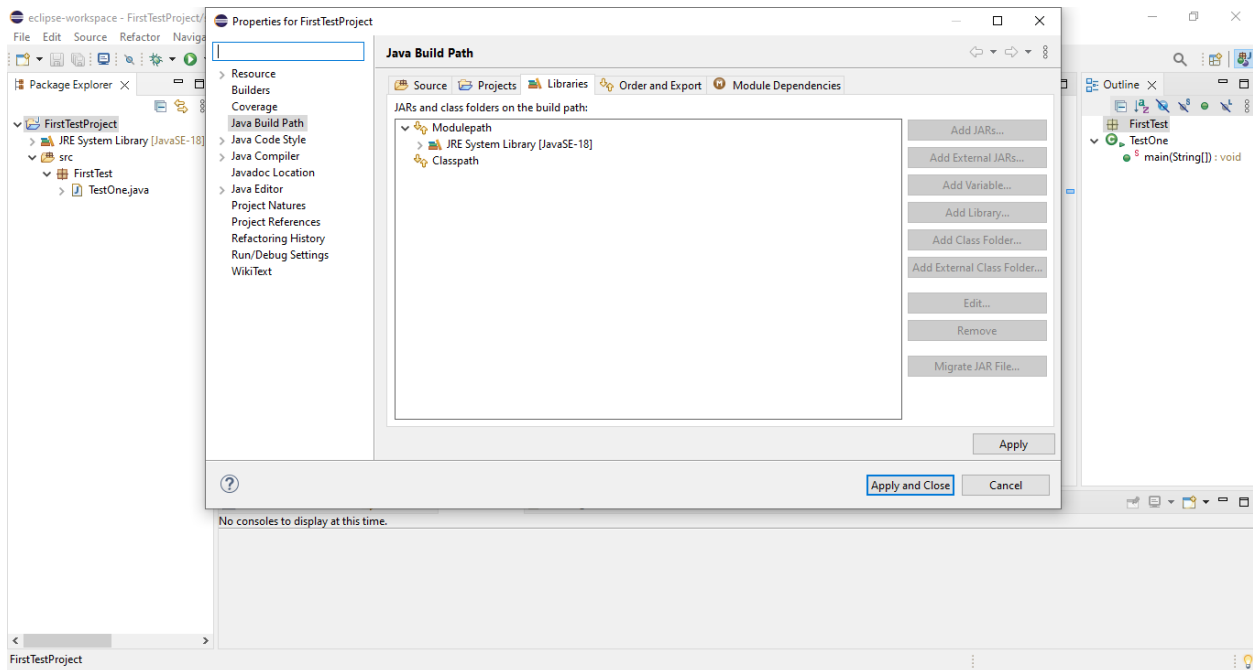 eclipse-workspace - FirstTestProject/
File Edit Source Refactor Naviga
Package Explorer
FirstTestProject
JRE System Library [JavaSE-18]
src
FirstTest
TestOne.java
Properties for FirstTestProject
Resource
Builders
Coverage
Java Build Path
Java Code Style
Java Compiler
Javadoc Location
Java Editor
Project Natures
Project References
Refactoring History
Run/Debug Settings
WikiText
Java Build Path
Source Projects Libraries Order and Export Module Dependencies
JARs and class folders on the build path:
Modulepath
JRE System Library [JavaSE-18]
Classpath
Add JARs...
Add External JARs...
Add Variable...
Add Library...
Add Class Folder...
Add External Class Folder...
Edit...
Remove
Migrate JAR File...
Apply
Apply and Close Cancel
Outline
FirstTest
TestOne
main(String[]) : void
No consoles to display at this time.
FirstTestProject